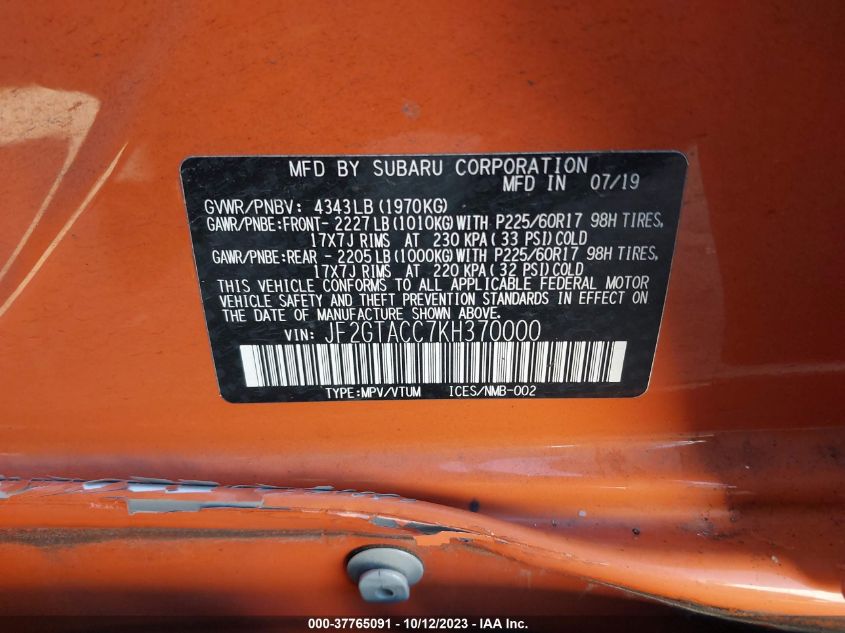 MFD BY SUBARU CORPORATION
MFD IN 07/19
GVWR/PNBV: 4343LB (1970KG)
GAWR/PNBE:FRONT- 2227LB (1010KG) WITH P225/60R17 98H TIRES,
17X7J RIMS AT 230 KPA (33 PSI) COLD
GAWR/PNBE:REAR - 2205LB (1000KG) WITH P225/60R17 98H TIRES,
17X7J RIMS AT 220 KPA (32 PSI) COLD
THIS VEHICLE CONFORMS TO ALL APPLICABLE FEDERAL MOTOR
VEHICLE SAFETY AND THEFT PREVENTION STANDARDS IN EFFECT ON
THE DATE OF MANUFACTURE SHOWN ABOVE.
VIN: JF2GTACC7KH370000
TYPE:MPV/VTUM ICES/NMB-002
000-37765091 - 10/12/2023 - IAA Inc.